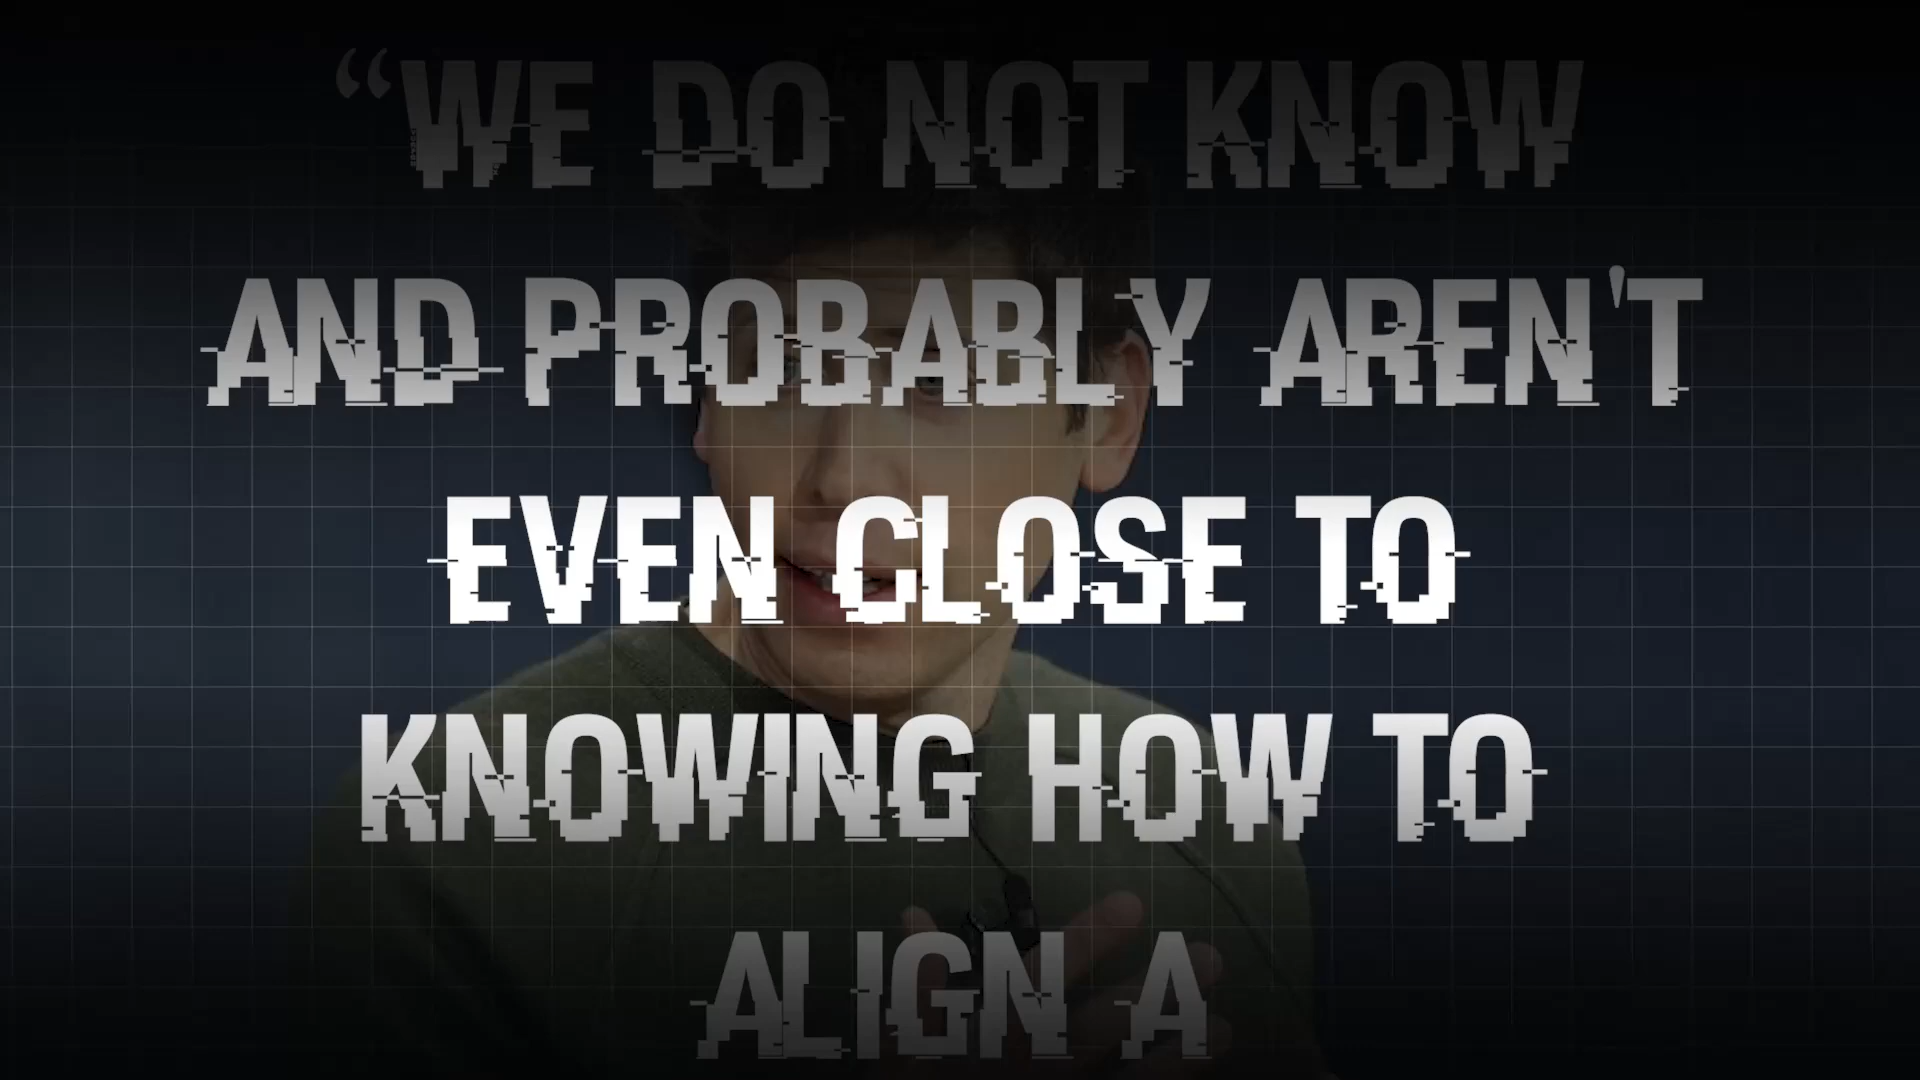 “WE DO NOT KNOW
AND PROBABLY AREN'T
EVEN CLOSE TO
KNOWING HOW TO
ALIGN A